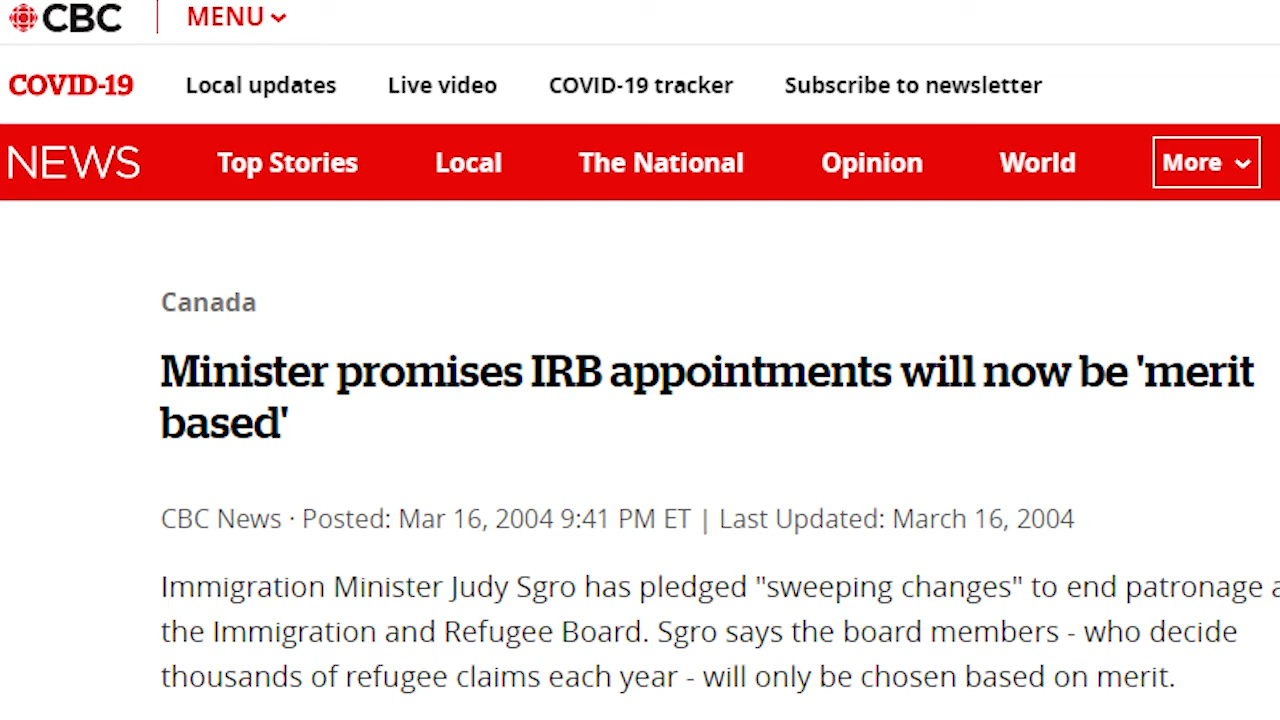 CBC MENU
COVID-19 Local updates Live video COVID-19 tracker Subscribe to newsletter
NEWS Top Stories Local The National Opinion World More
Canada
Minister promises IRB appointments will now be 'merit
based'
CBC News · Posted: Mar 16, 2004 9:41 PM ET | Last Updated: March 16, 2004
Immigration Minister Judy Sgro has pledged "sweeping changes" to end patronage
the Immigration and Refugee Board. Sgro says the board members - who decide
thousands of refugee claims each year - will only be chosen based on merit.